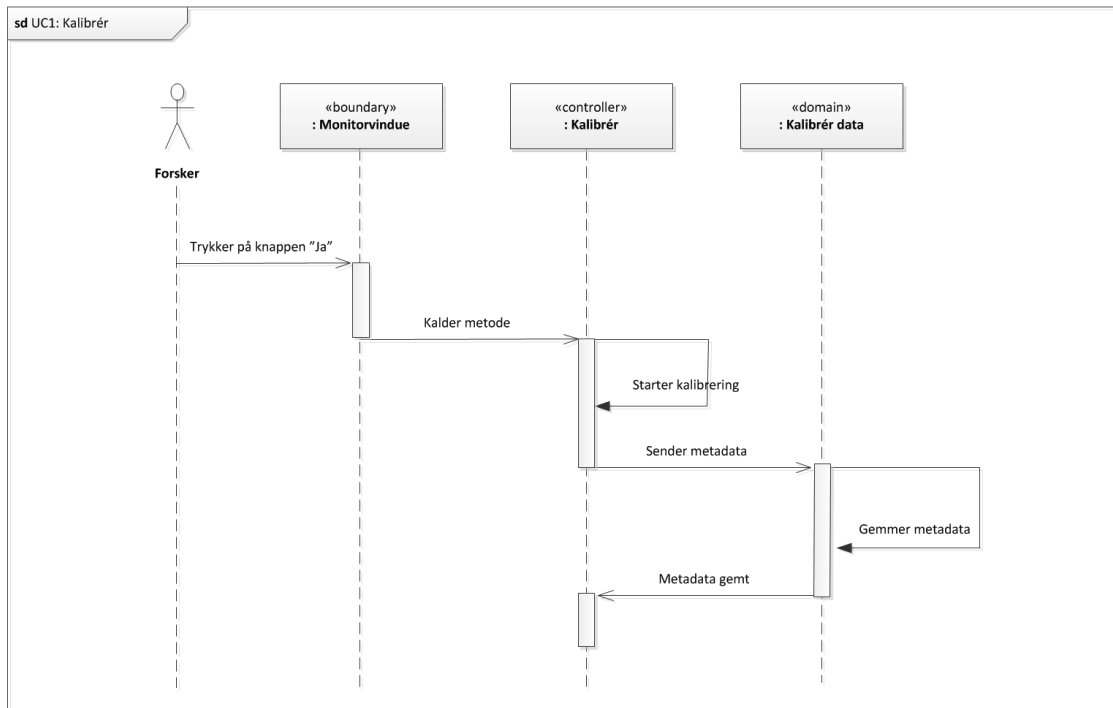 sd UC1: Kalibrér
«boundary»
: Monitorvindue
«controller»
: Kalibrér
«domain»
: Kalibrér data
Forsker
Trykker på knappen ”Ja”
Kalder metode
Starter kalibrering
Sender metadata
Gemmer metadata
Metadata gemt